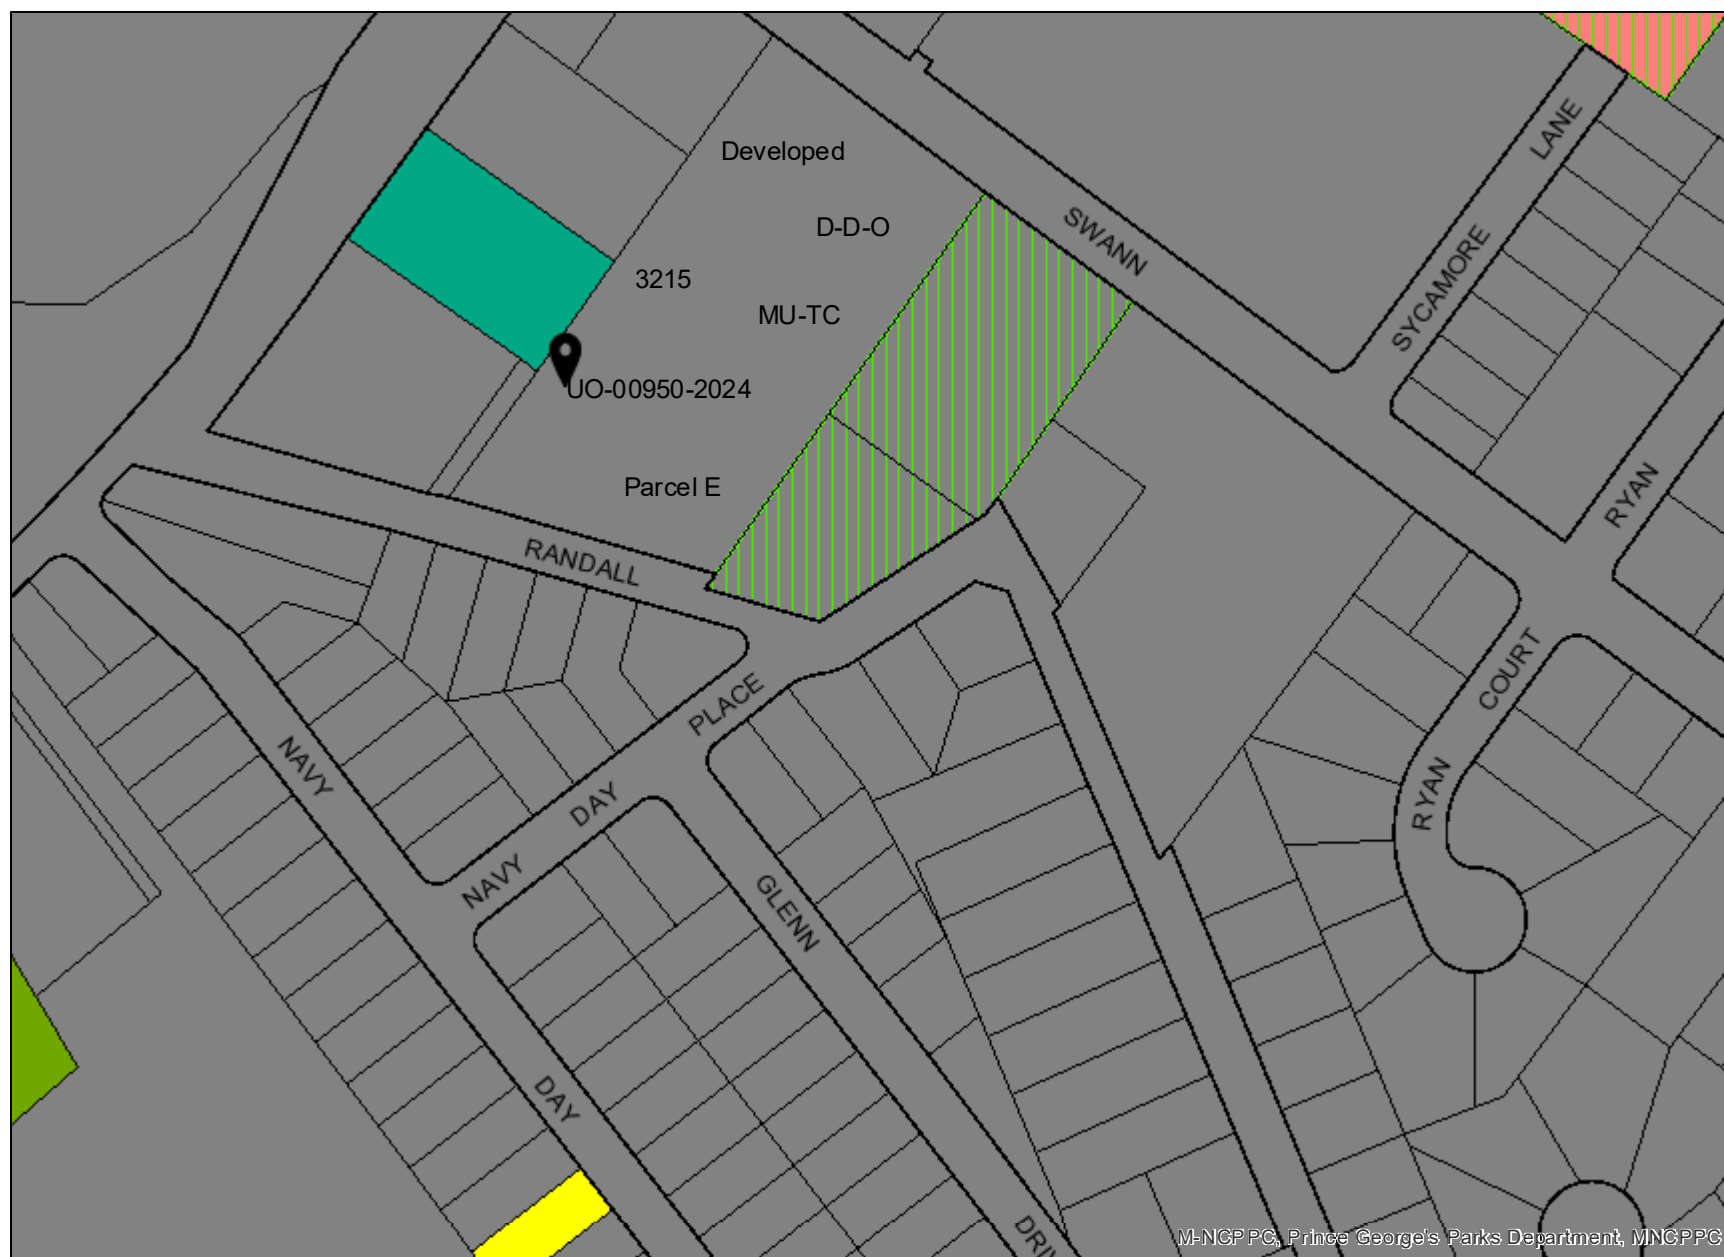 LANE
Developed
D-D-O
SWANN
SYCAMORE
3215
MU-TC
UO-00950-2024
Parcel E
RYAN
RANDALL
COURT
PLACE
NAVY
DAY
RYAN
NAVY
GLENN
DAY
DRIV
M-NCPPC, Prince George's Parks Department, MNCPPC